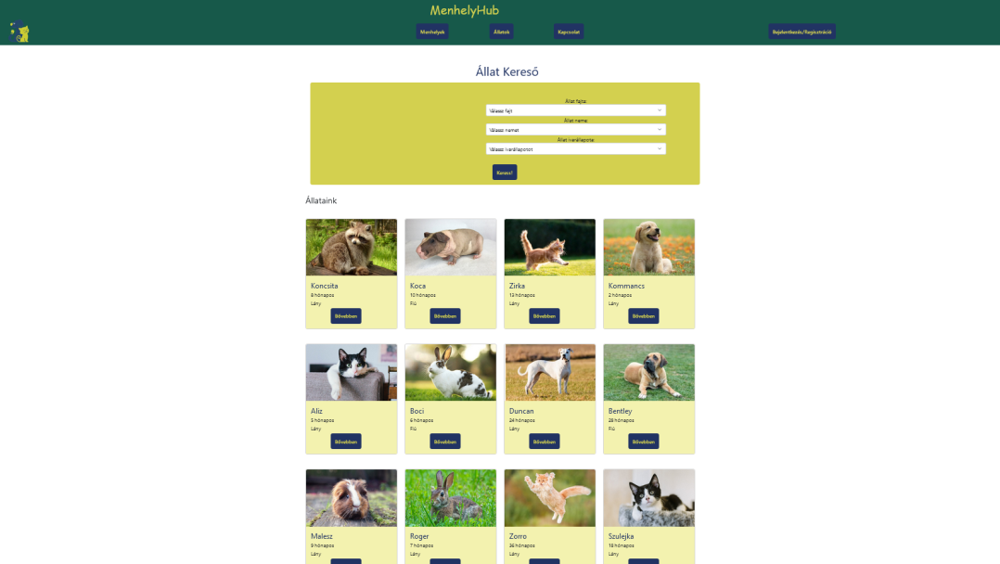 MenhelyHub
Menhelyek
Állatok
Kapcsolat
Bejelentkezés/Regisztráció
Állat Kereső
Állat fajta:
Válassz fajt
Állat neme:
Válassz nemet
Állat ivarállapota:
Válassz ivarállapotot
Keress!
Állataink
Koncsita
8 hónapos
Lány
Bővebben
Koca
10 hónapos
Fiú
Bővebben
Zirka
13 hónapos
Lány
Bővebben
Kommancs
2 hónapos
Lány
Bővebben
Aliz
5 hónapos
Lány
Bővebben
Boci
6 hónapos
Fiú
Bővebben
Duncan
24 hónapos
Lány
Bővebben
Bentley
28 hónapos
Fiú
Bővebben
Malesz
9 hónapos
Lány
Roger
7 hónapos
Lány
Zorro
36 hónapos
Lány
Szulejka
18 hónapos
Lány